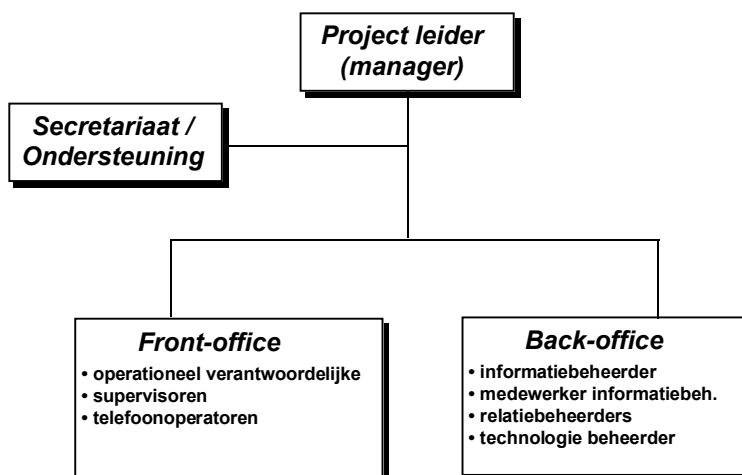 Project leider
(manager)
Secretariaat /
Ondersteuning
Front-office
• operationeel verantwoordelijke
• supervisoren
• telefoonoperatoren
Back-office
• informatiebeheerder
• medewerker informatiebeh.
• relatiebeheerders
• technologie beheerder